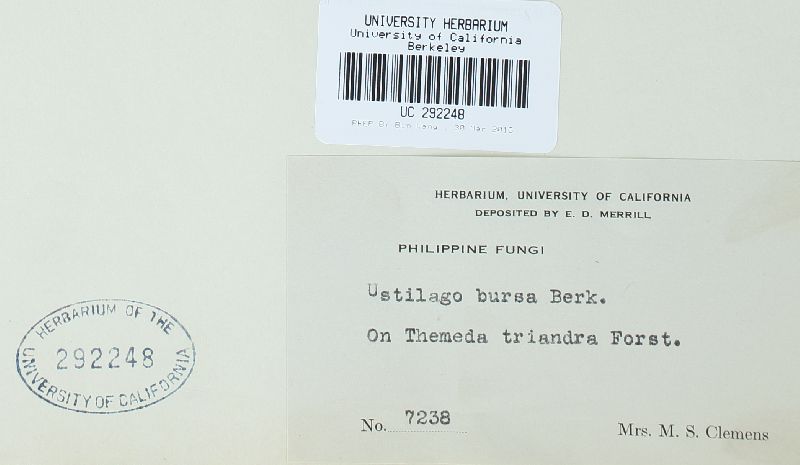 UNIVERSITY HERBARIUM
University of California
Berkeley
UC 292248
HERBARIUM, UNIVERSITY OF CALIFORNIA
DEPOSITED BY E. D. MERRILL
PHILIPPINE FUNGI
Ustilago bursa Berk.
On Themeda triandra Forst.
No. 7238
Mrs. M. S. Clemens
HERBARIUM OF THE
292248
UNIVERSITY OF CALIFORNIA